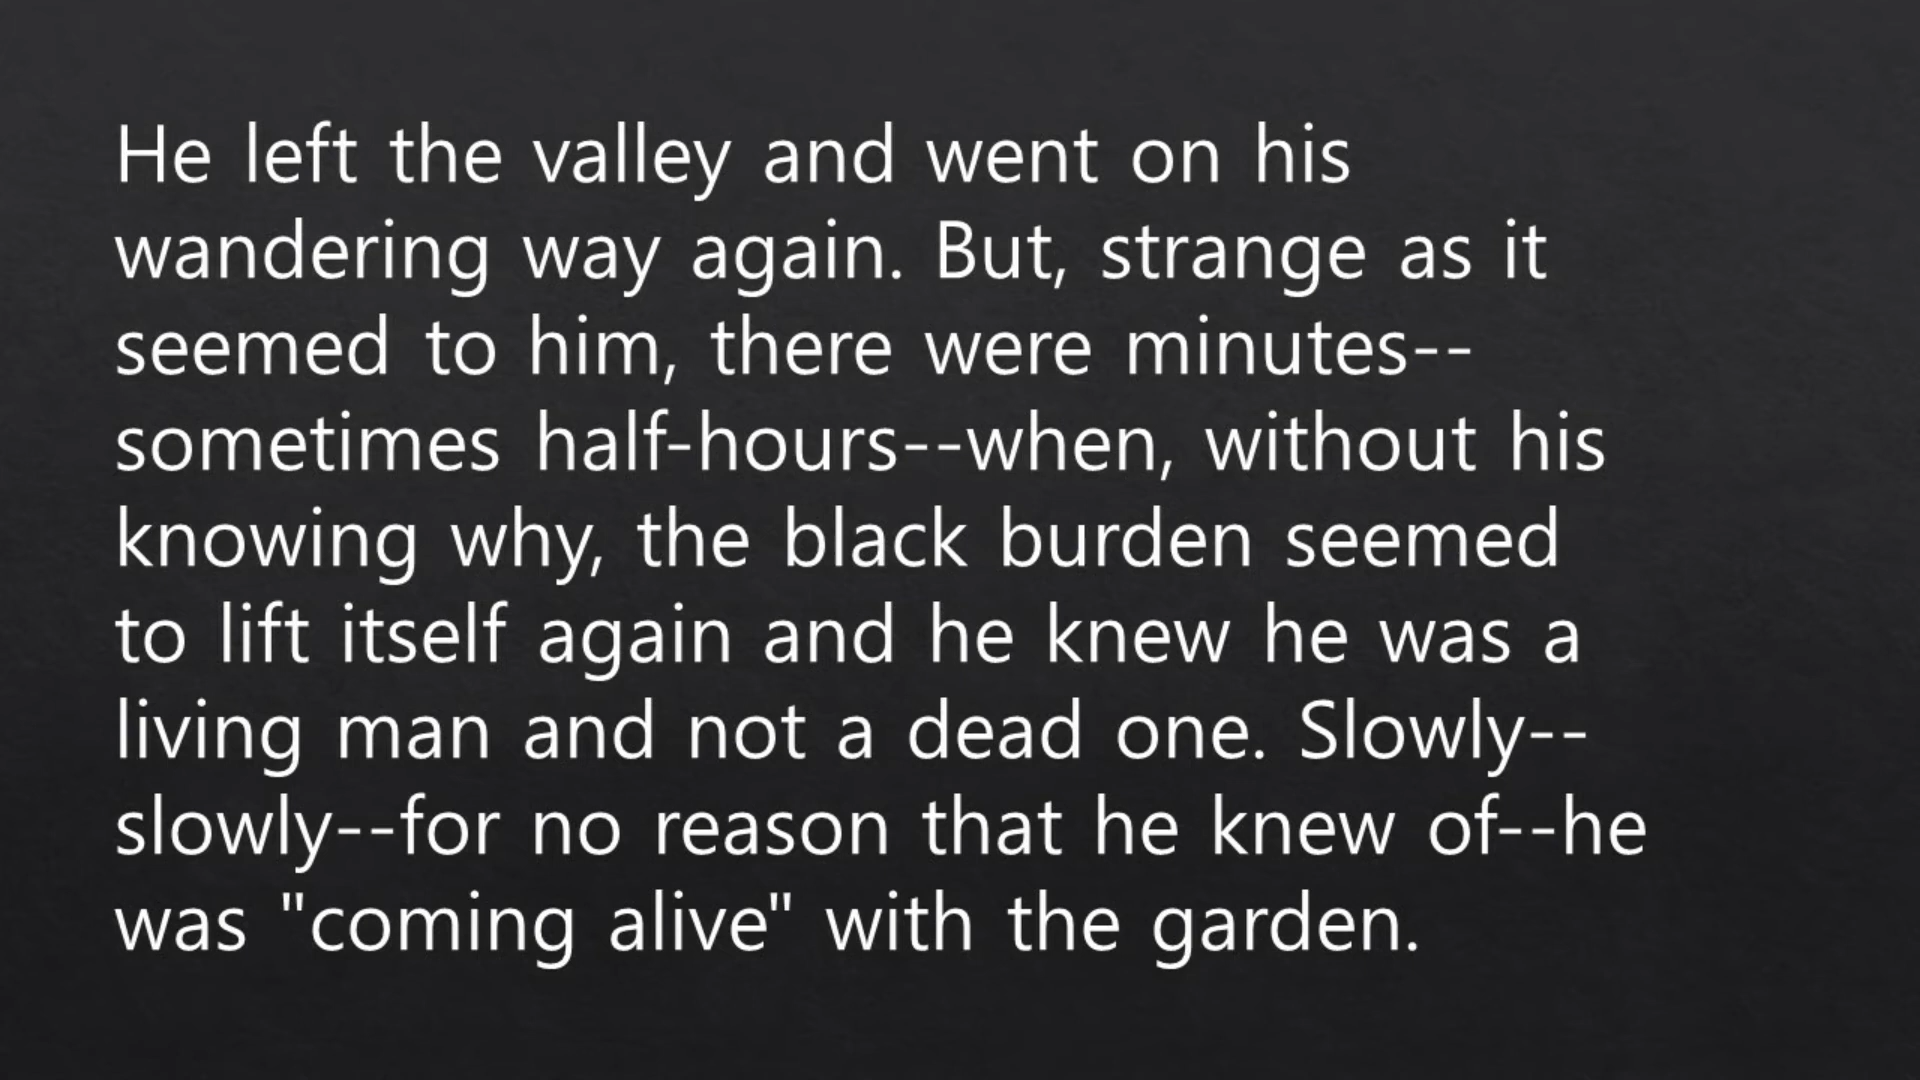 He left the valley and went on his
wandering way again. But, strange as it
seemed to him, there were minutes--
sometimes half-hours--when, without his
knowing why, the black burden seemed
to lift itself again and he knew he was a
living man and not a dead one. Slowly--
slowly--for no reason that he knew of--he
was "coming alive" with the garden.